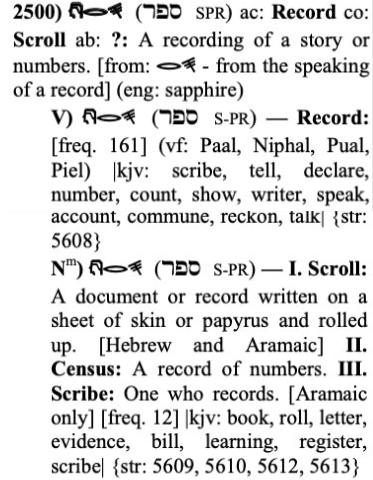 2500) (ספר SPR) ac: Record co:
Scroll ab: ?: A recording of a story or
numbers. [from: - from the speaking
of a record] (eng: sapphire)
V) (ספר S-PR) — Record:
[freq. 161] (vf: Paal, Niphal, Pual,
Piel) |kjv: scribe, tell, declare,
number, count, show, writer, speak,
account, commune, reckon, talk| {str:
5608}
Nᵐ) (ספר S-PR) — I. Scroll:
A document or record written on a
sheet of skin or papyrus and rolled
up. [Hebrew and Aramaic] II.
Census: A record of numbers. III.
Scribe: One who records. [Aramaic
only] [freq. 12] |kjv: book, roll, letter,
evidence, bill, learning, register,
scribe| {str: 5609, 5610, 5612, 5613}